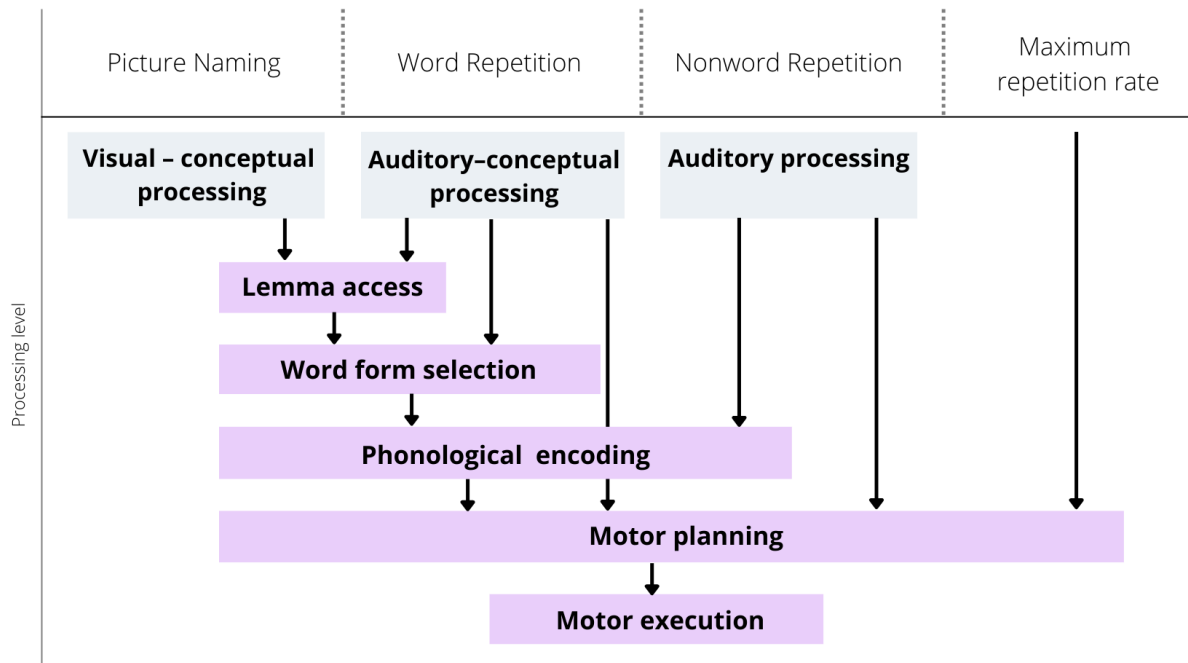 Picture Naming
Word Repetition
Nonword Repetition
Maximum
repetition rate
Visual – conceptual
processing
Auditory–conceptual
processing
Auditory processing
Lemma access
Word form selection
Phonological encoding
Motor planning
Motor execution
Processing level